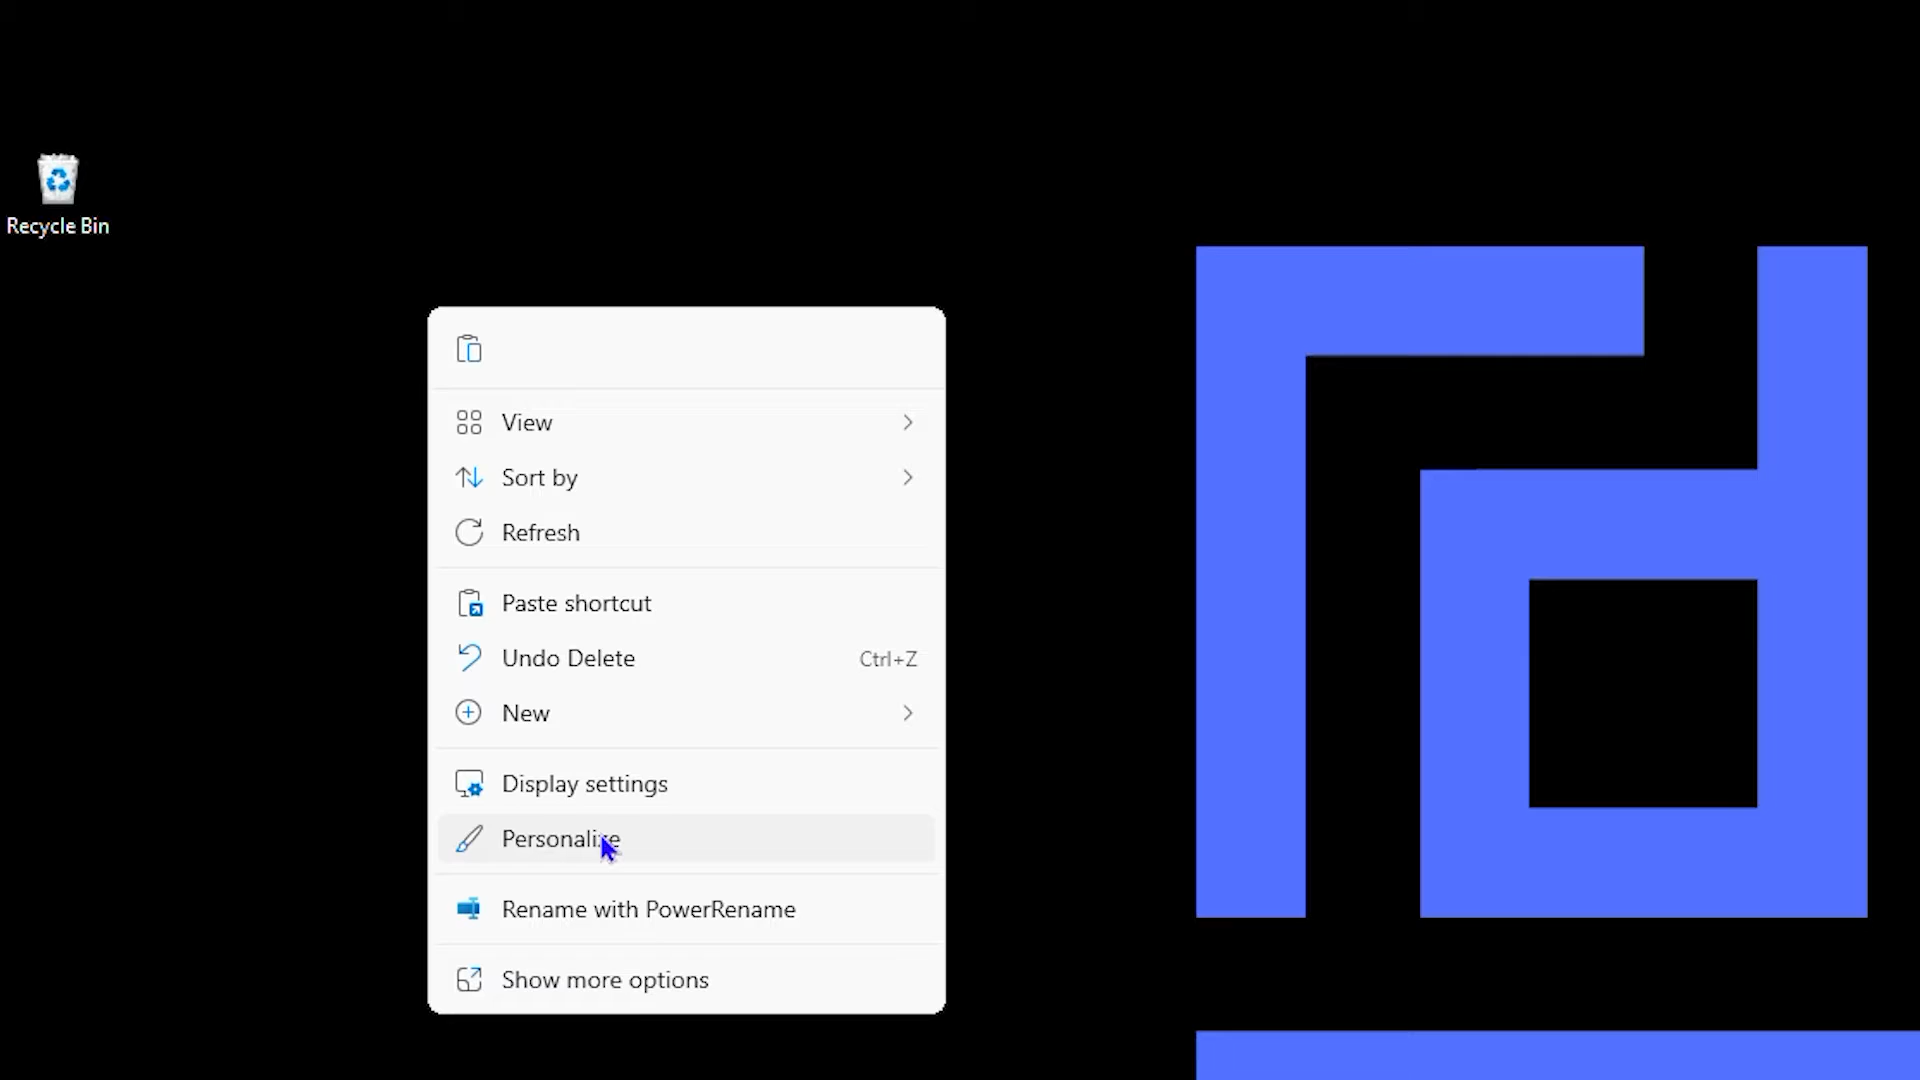 Recycle Bin
View
Sort by
Refresh
Paste shortcut
Undo Delete Ctrl+Z
New
Display settings
Personalize
Rename with PowerRename
Show more options